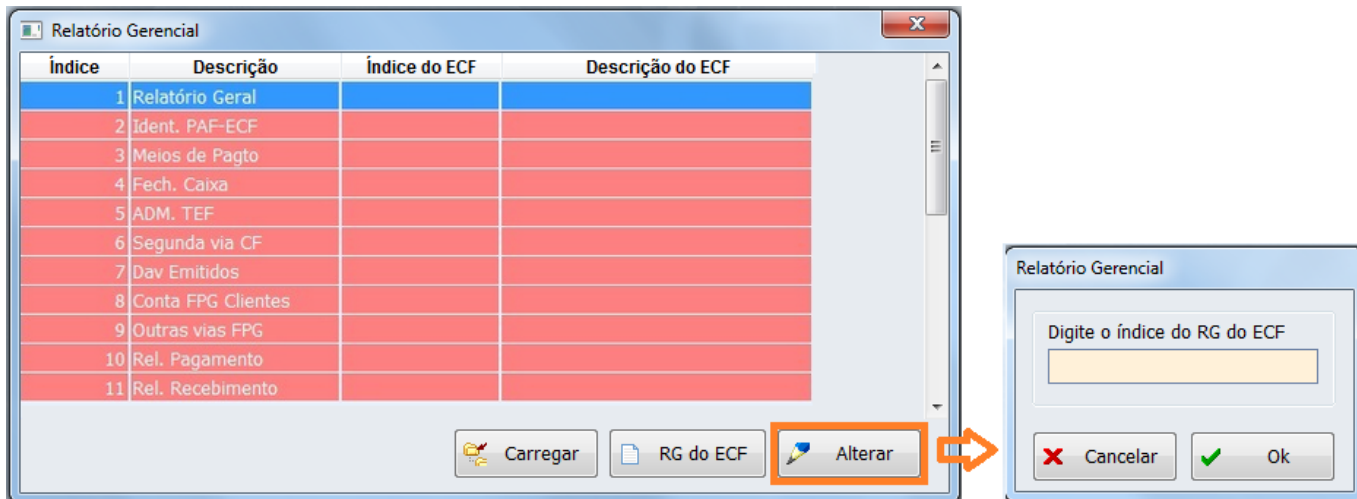 Relatório Gerencial
Índice Descrição Índice do ECF Descrição do ECF
1 Relatório Geral
2 Ident. PAF-ECF
3 Meios de Pagto
4 Fech. Caixa
5 ADM. TEF
6 Segunda via CF
7 Dav Emitidos
8 Conta FPG Clientes
9 Outras vias FPG
10 Rel. Pagamento
11 Rel. Recebimento
Carregar RG do ECF Alterar
Relatório Gerencial
Digite o índice do RG do ECF
Cancelar Ok